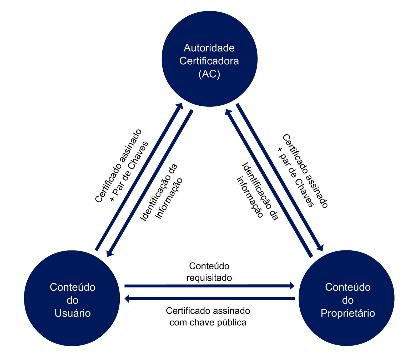 Autoridade
Certificadora
(AC)
Certificado assinado
+ Par de Chaves
Identificação da
Informação
Identificação da
informação
Certificado assinado
+ par de Chaves
Conteúdo
do
Usuário
Conteúdo
requisitado
Certificado assinado
com chave pública
Conteúdo
do
Proprietário